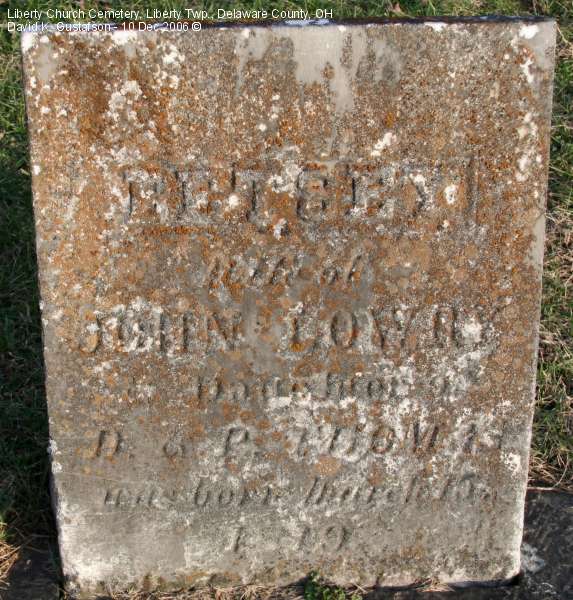 Liberty Church Cemetery, Liberty Twp., Delaware County, OH
David K. Gustafson - 10 Dec 2006 ©
BETSEY
Wife of
JOHN LOWRY
& Daughter of
D. & P. THOMAS
was born March